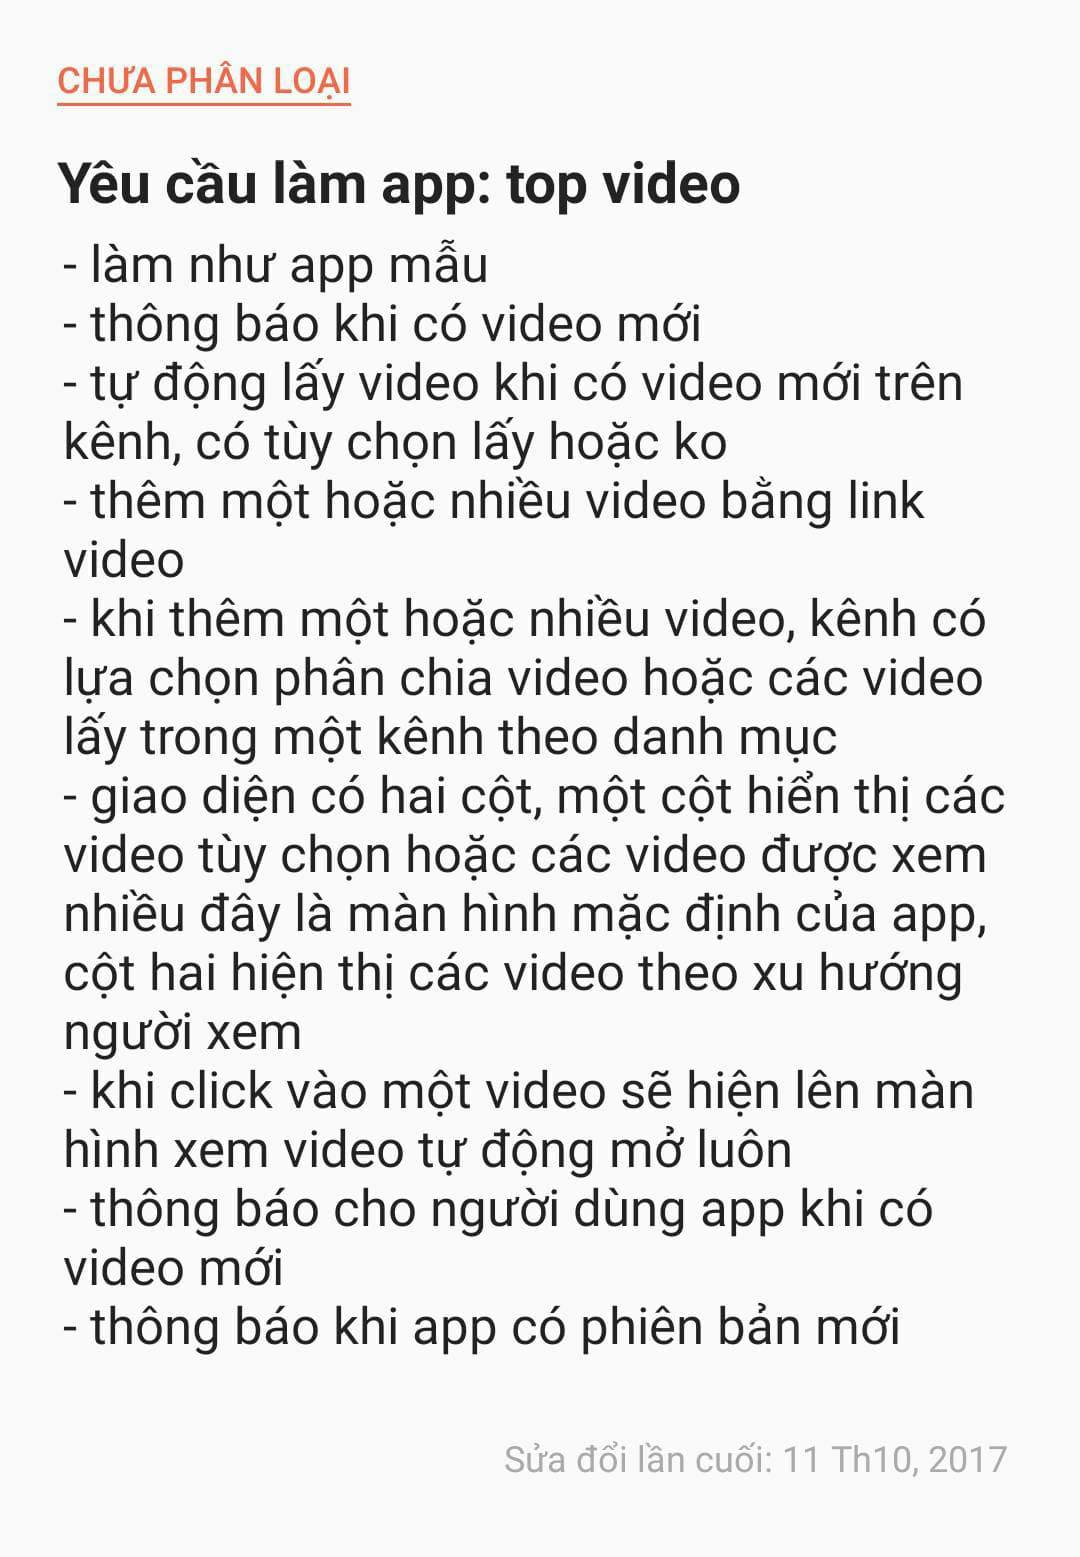 CHƯA PHÂN LOẠI
Yêu cầu làm app: top video
- làm như app mẫu
- thông báo khi có video mới
- tự động lấy video khi có video mới trên
kênh, có tùy chọn lấy hoặc ko
- thêm một hoặc nhiều video bằng link
video
- khi thêm một hoặc nhiều video, kênh có
lựa chọn phân chia video hoặc các video
lấy trong một kênh theo danh mục
- giao diện có hai cột, một cột hiển thị các
video tùy chọn hoặc các video được xem
nhiều đây là màn hình mặc định của app,
cột hai hiện thị các video theo xu hướng
người xem
- khi click vào một video sẽ hiện lên màn
hình xem video tự động mở luôn
- thông báo cho người dùng app khi có
video mới
- thông báo khi app có phiên bản mới
Sửa đổi lần cuối: 11 Th10, 2017